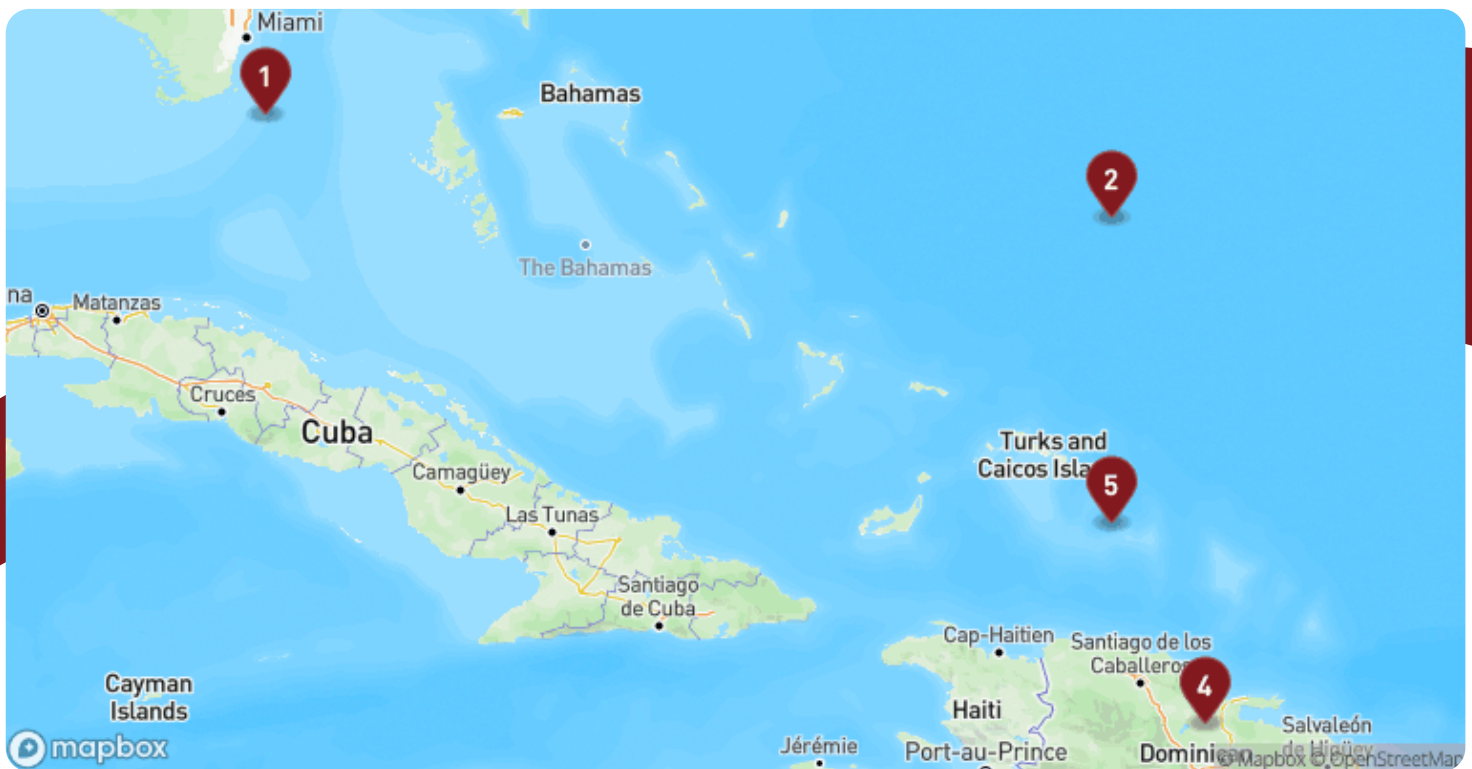 Miami
1
Bahamas
2
The Bahamas
na
Matanzas
Cruces
Cuba
Turks and
Caicos Isla
Camagüey
5
Las Tunas
Santiago
de Cuba
Cap-Haitien
Santiago de los
Caballeros
Cayman
Islands
4
Haiti
Salvaleón
de Higüey
mapbox
Jérémie
Port-au-Prince
Dominican
© Mapbox © OpenStreetMap